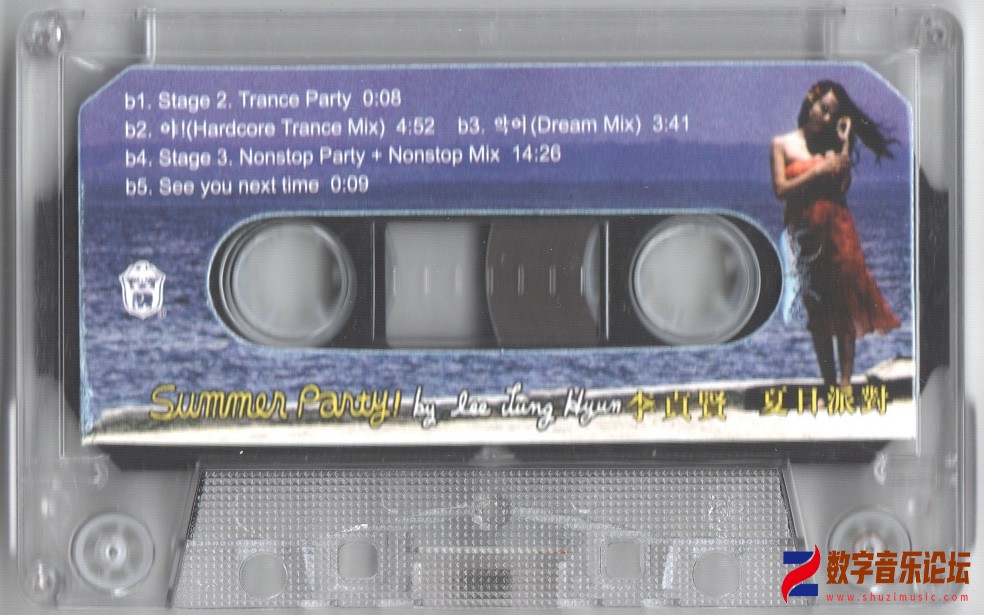 b1. Stage 2. Trance Party 0:08
b2. 야!(Hardcore Trance Mix) 4:52 b3. 악어(Dream Mix) 3:41
b4. Stage 3. Nonstop Party + Nonstop Mix 14:26
b5. See you next time 0:09
Summer Party! by Lee Jung Hyun 李貞賢 夏日派對
数字音乐论坛
www.shuzimusic.com